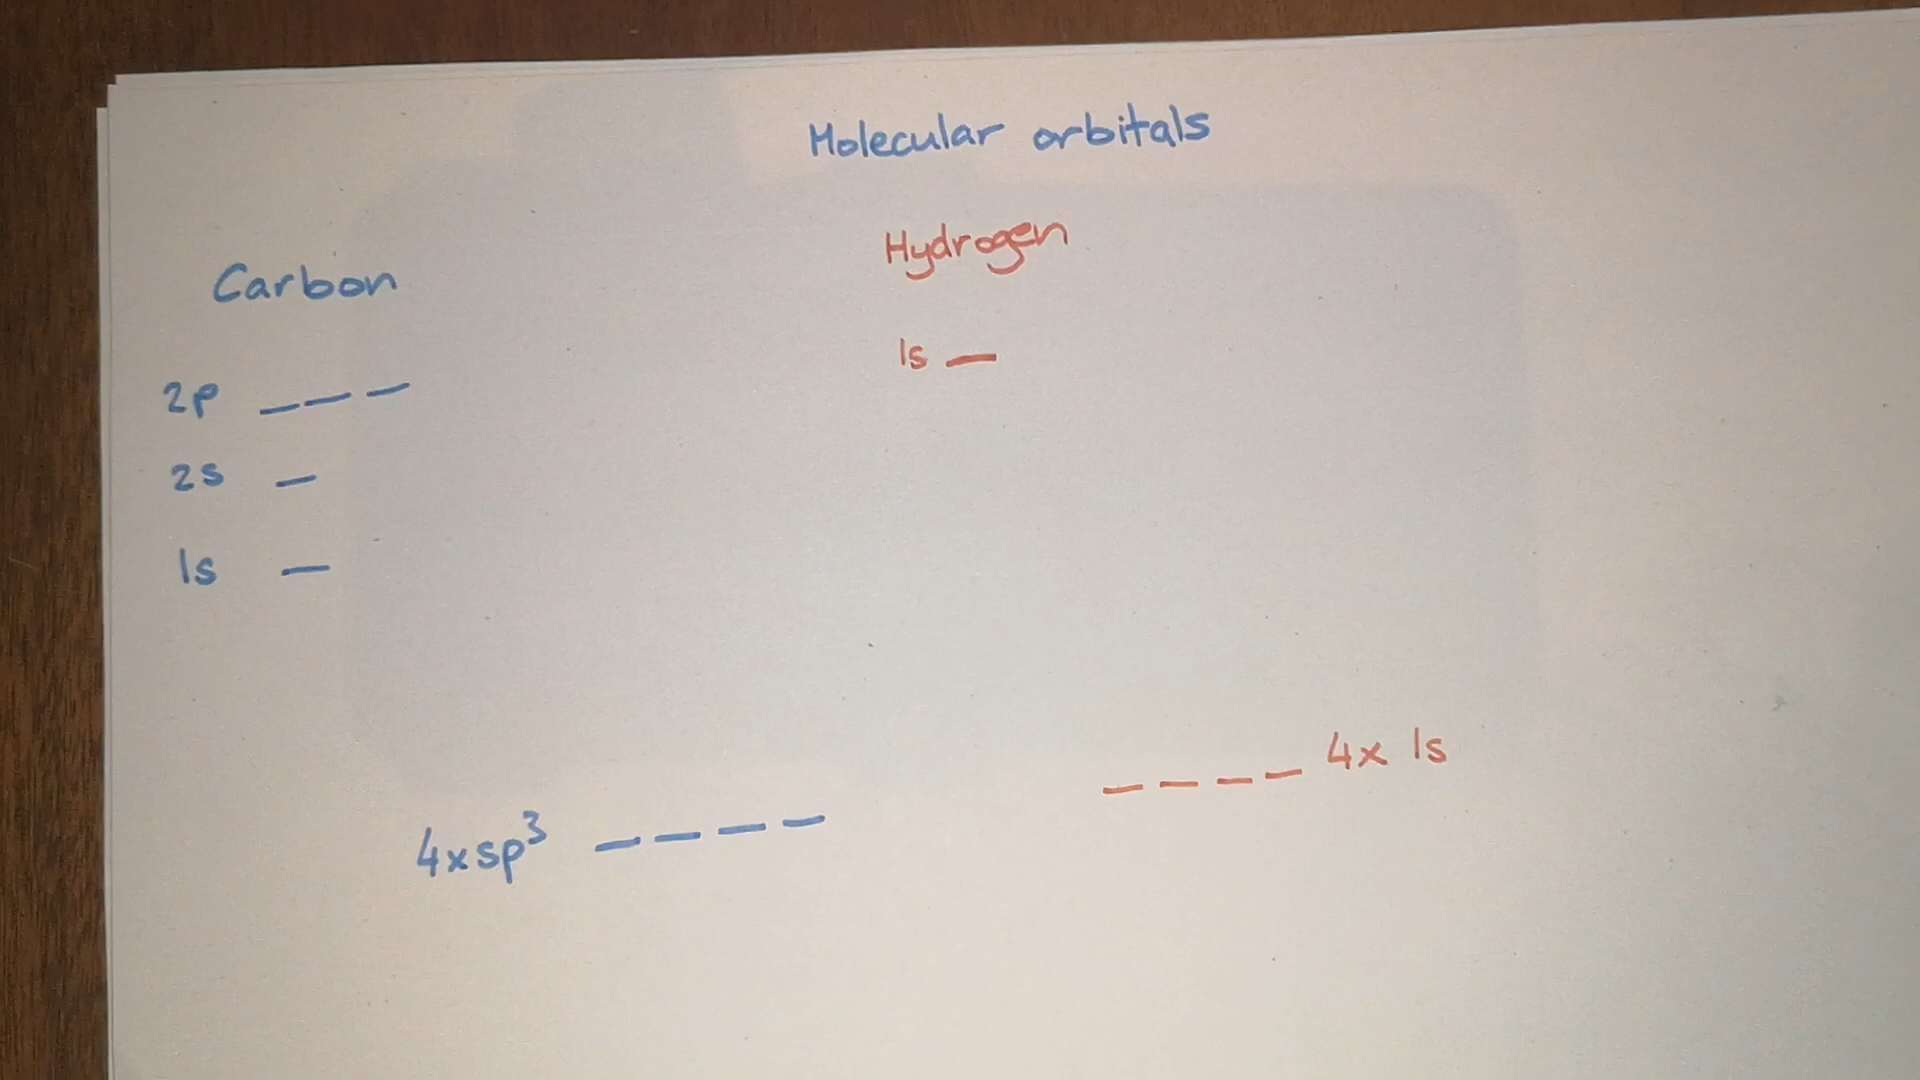 Molecular orbitals
Hydrogen
Carbon
1s
2p
2s
1s
4x 1s
4xsp³